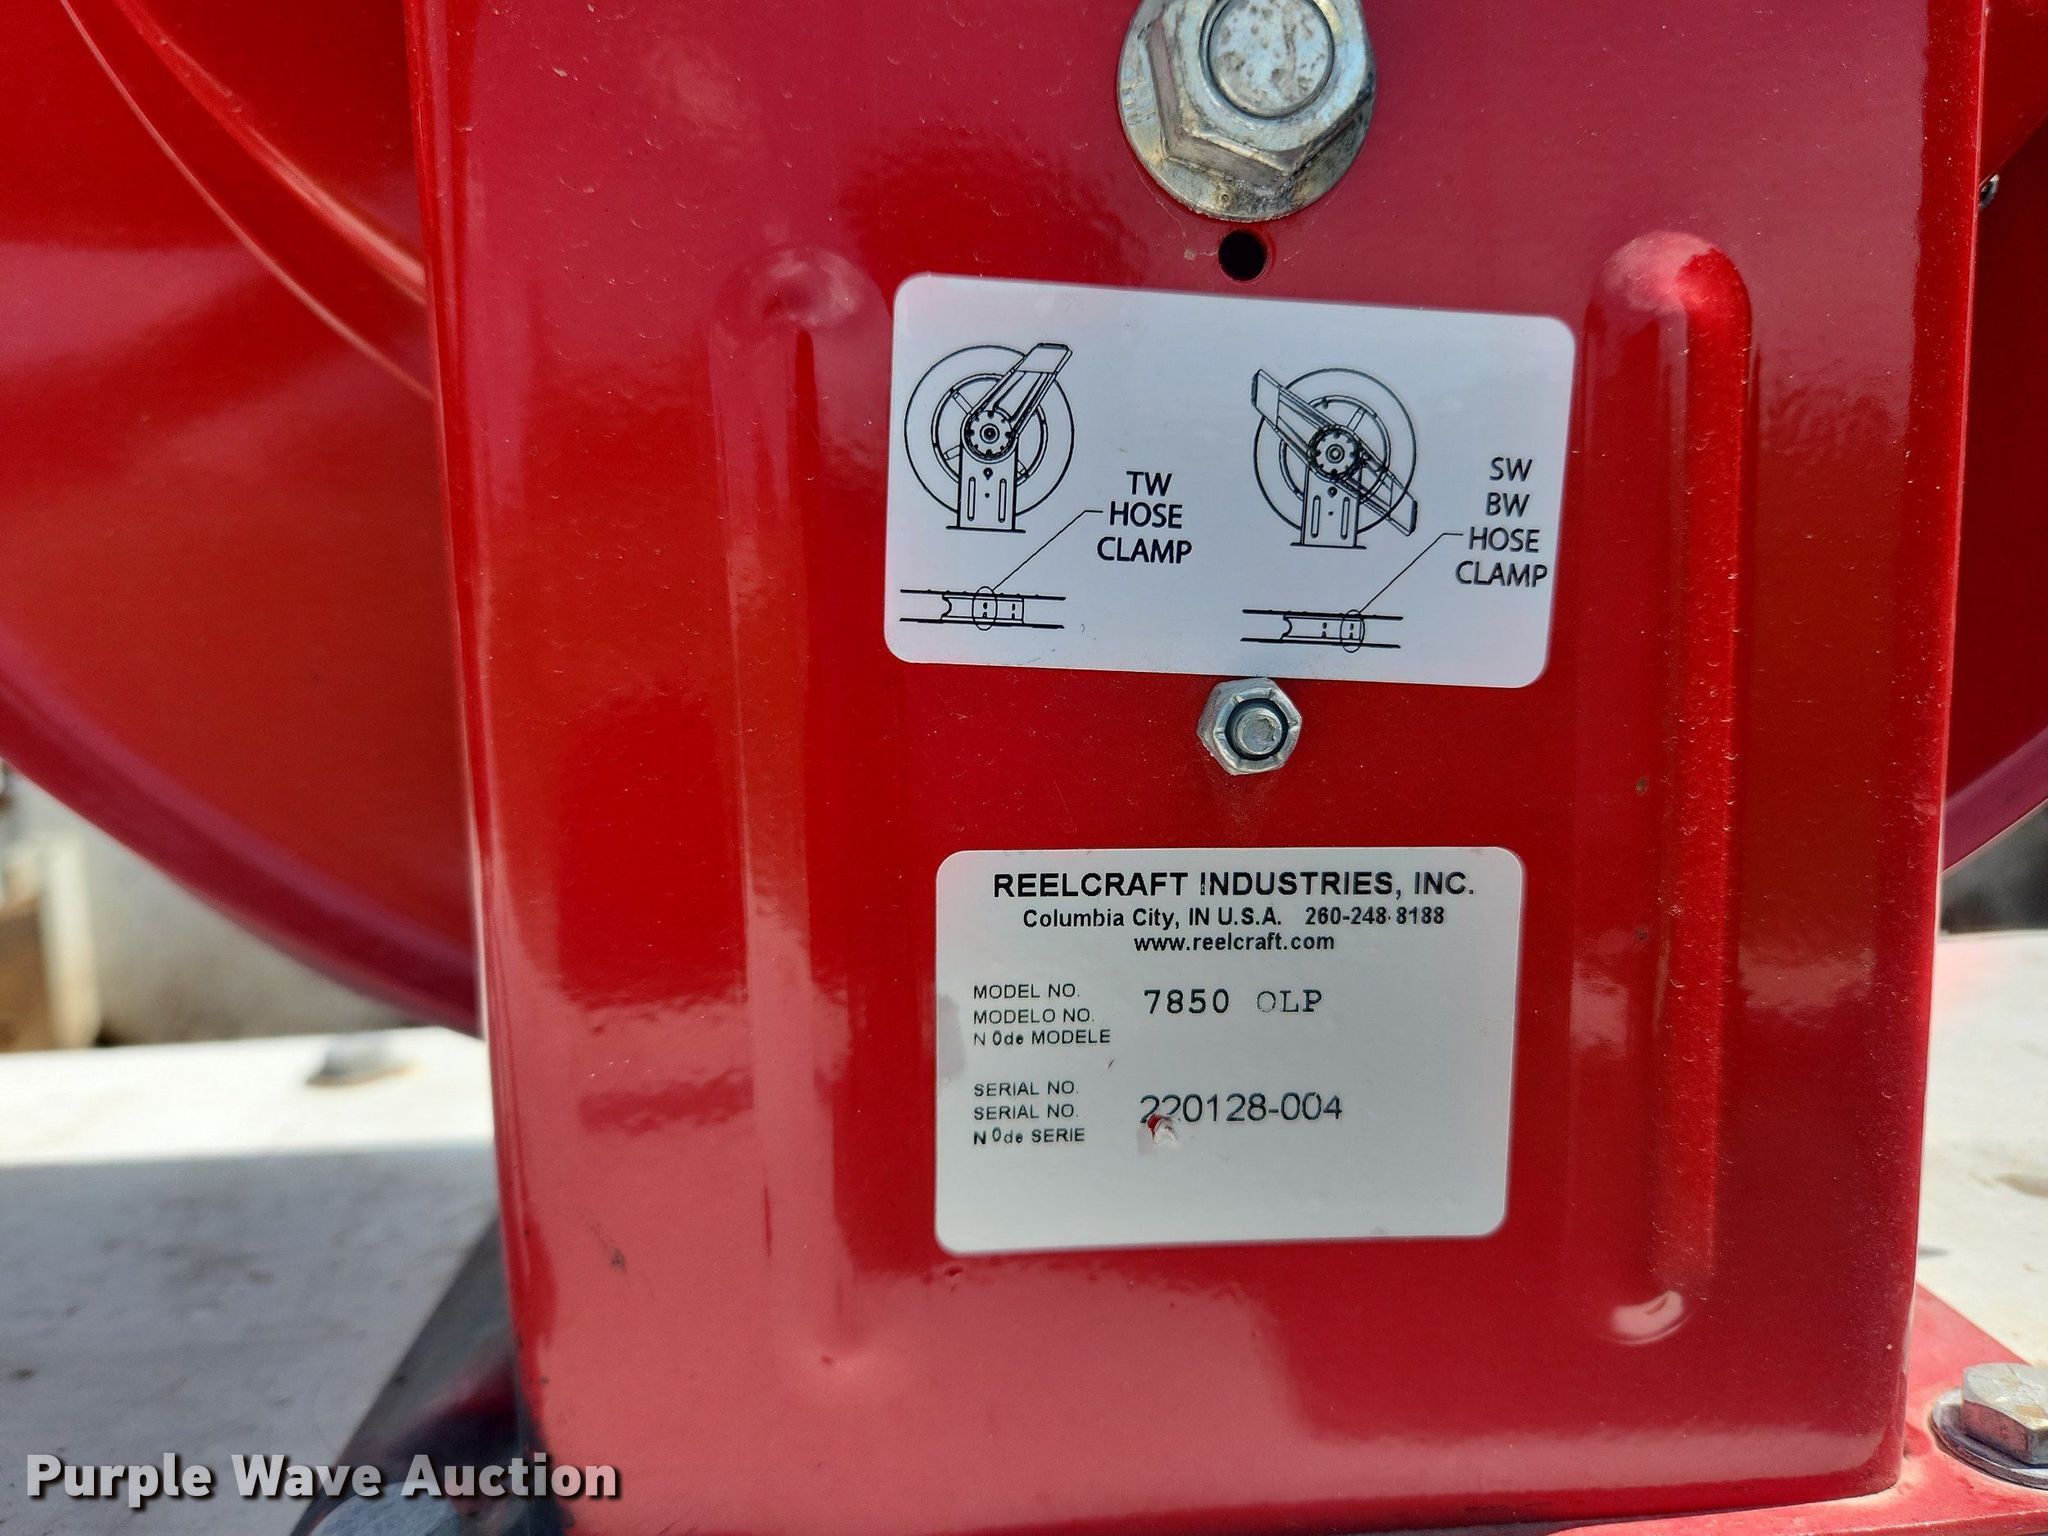 TW
HOSE
CLAMP
SW
BW
HOSE
CLAMP
REELCRAFT INDUSTRIES, INC.
Columbia City, IN U.S.A. 260-248-8188
www.reelcraft.com
MODEL NO. 7850 OLP
MODELO NO.
N 0de MODELE
SERIAL NO. 220128-004
SERIAL NO.
N 0de SERIE
Purple Wave Auction